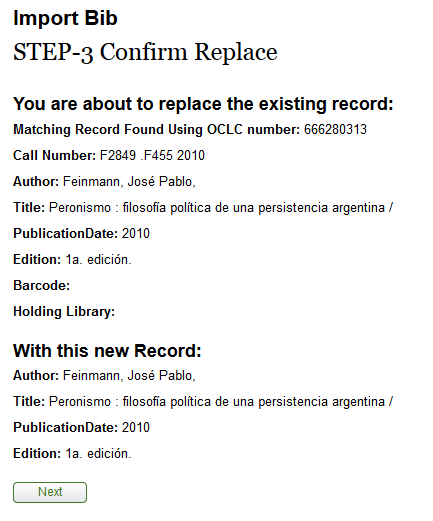 Import Bib
STEP-3 Confirm Replace
You are about to replace the existing record:
Matching Record Found Using OCLC number: 666280313
Call Number: F2849 .F455 2010
Author: Feinmann, José Pablo,
Title: Peronismo : filosofía política de una persistencia argentina /
PublicationDate: 2010
Edition: 1a. edición.
Barcode:
Holding Library:
With this new Record:
Author: Feinmann, José Pablo,
Title: Peronismo : filosofía política de una persistencia argentina /
PublicationDate: 2010
Edition: 1a. edición.
Next